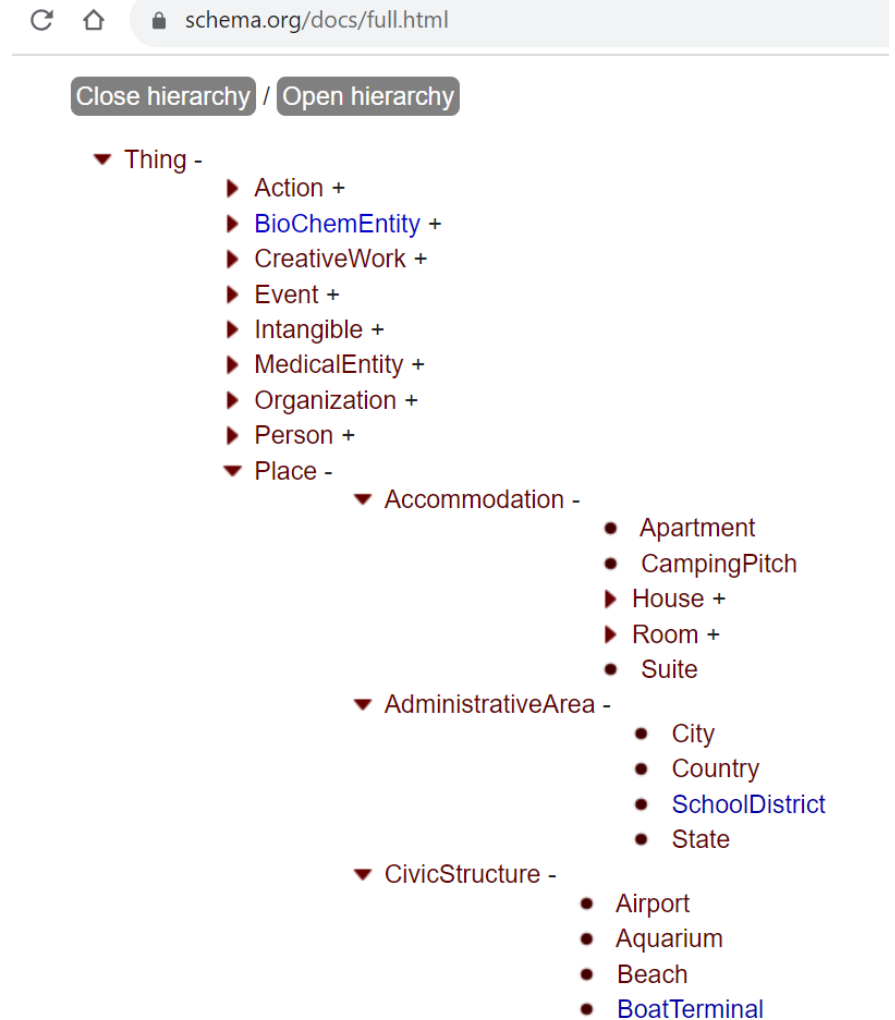 schema.org/docs/full.html
Close hierarchy / Open hierarchy
Thing -
Action +
BioChemEntity +
CreativeWork +
Event +
Intangible +
MedicalEntity +
Organization +
Person +
Place -
Accommodation -
Apartment
CampingPitch
House +
Room +
Suite
AdministrativeArea -
City
Country
SchoolDistrict
State
CivicStructure -
Airport
Aquarium
Beach
BoatTerminal